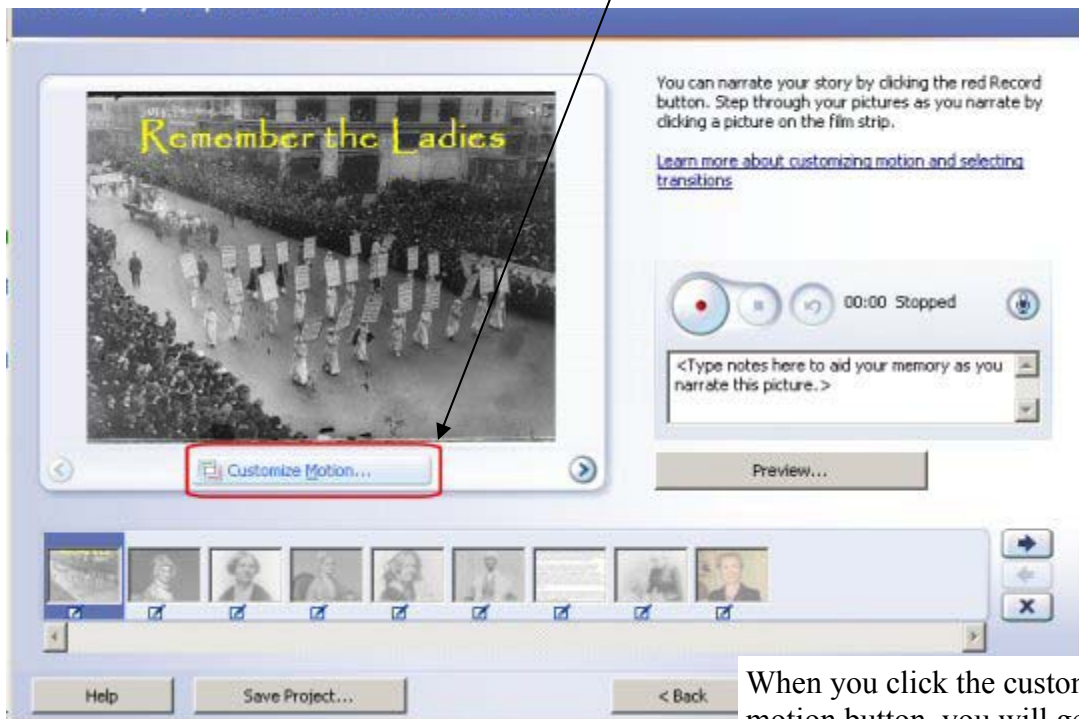 Remember the Ladies
You can narrate your story by clicking the red Record
button. Step through your pictures as you narrate by
clicking a picture on the film strip.
Learn more about customizing motion and selecting
transitions
00:00 Stopped
<Type notes here to aid your memory as you
narrate this picture.>
Customize Motion...
Preview...
Help
Save Project...
< Back
When you click the custom
motion button, you will